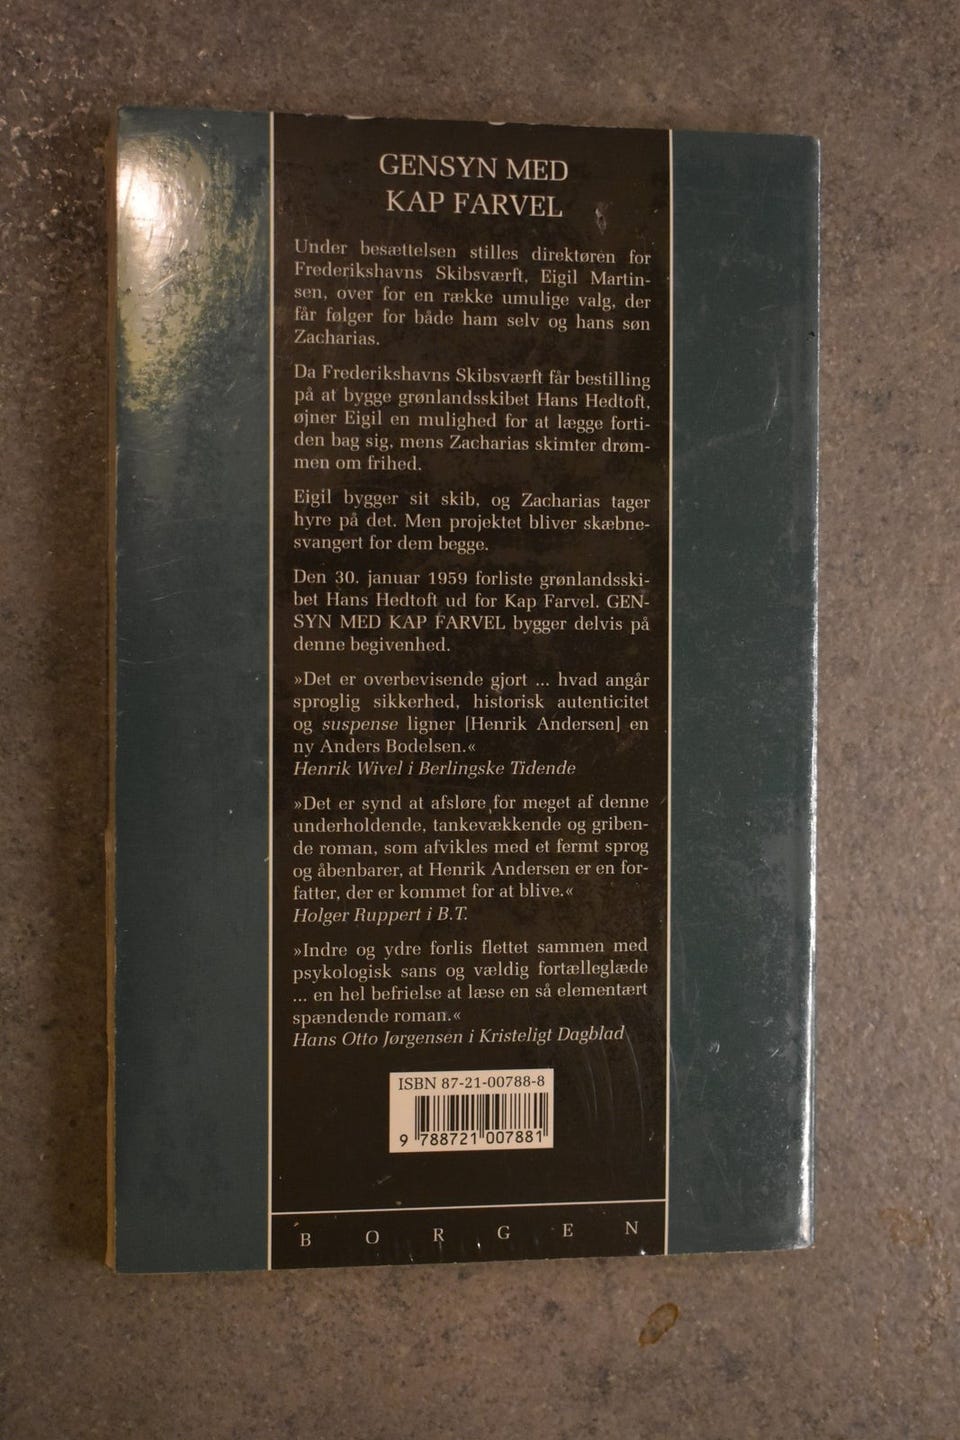 GENSYN MED
KAP FARVEL
Under besættelsen stilles direktøren for
Frederikshavns Skibsværft, Eigil Martin-
sen, over for en række umulige valg, der
får følger for både ham selv og hans søn
Zacharias.
Da Frederikshavns Skibsværft får bestilling
på at bygge grønlandsskibet Hans Hedtoft,
øjner Eigil en mulighed for at lægge forti-
den bag sig, mens Zacharias skimter drøm-
men om frihed.
Eigil bygger sit skib, og Zacharias tager
hyre på det. Men projektet bliver skæbne-
svangert for dem begge.
Den 30. januar 1959 forliste grønlandsski-
bet Hans Hedtoft ud for Kap Farvel. GEN-
SYN MED KAP FARVEL bygger delvis på
denne begivenhed.
»Det er overbevisende gjort ... hvad angår
sproglig sikkerhed, historisk autenticitet
og suspense ligner [Henrik Andersen] en
ny Anders Bodelsen.«
Henrik Wivel i Berlingske Tidende
»Det er synd at afsløre for meget af denne
underholdende, tankevækkende og griben-
de roman, som afvikles med et fermt sprog
og åbenbarer, at Henrik Andersen er en for-
fatter, der er kommet for at blive.«
Holger Ruppert i B.T.
»Indre og ydre forlis flettet sammen med
psykologisk sans og vældig fortælleglæde
... en hel befrielse at læse en så elementært
spændende roman.«
Hans Otto Jørgensen i Kristeligt Dagblad
ISBN 87-21-00788-8
9 788721 007881
BORGEN